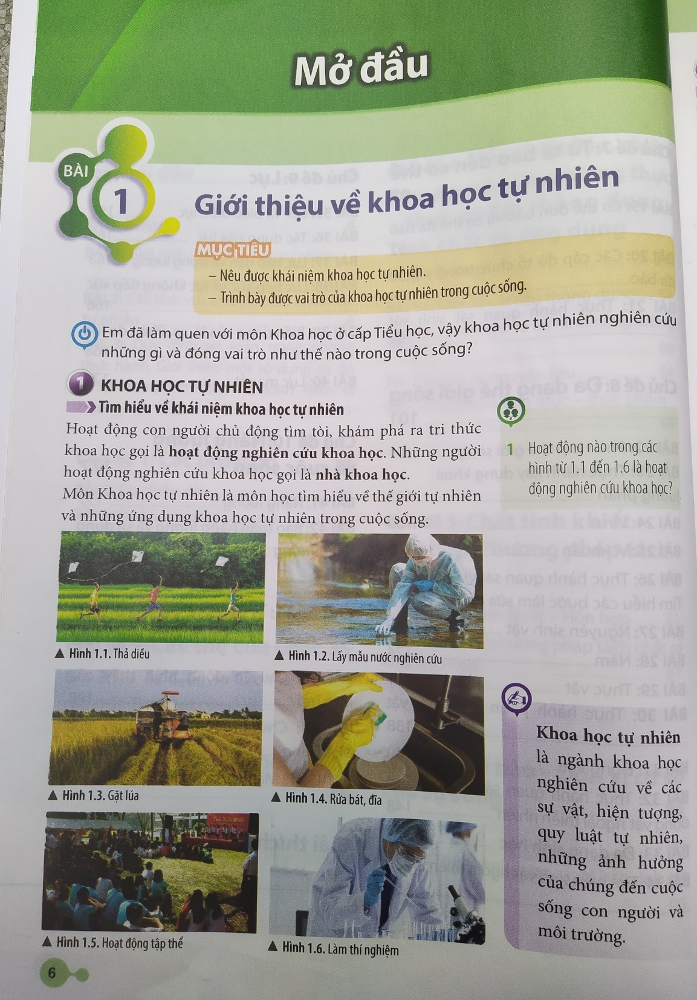 Mở đầu
BÀI
1
Giới thiệu về khoa học tự nhiên
MỤC TIÊU
– Nêu được khái niệm khoa học tự nhiên.
– Trình bày được vai trò của khoa học tự nhiên trong cuộc sống.
Em đã làm quen với môn Khoa học ở cấp Tiểu học, vậy khoa học tự nhiên nghiên cứu
những gì và đóng vai trò như thế nào trong cuộc sống?
1 KHOA HỌC TỰ NHIÊN
Tìm hiểu về khái niệm khoa học tự nhiên
Hoạt động con người chủ động tìm tòi, khám phá ra tri thức
khoa học gọi là hoạt động nghiên cứu khoa học. Những người
hoạt động nghiên cứu khoa học gọi là nhà khoa học.
Môn Khoa học tự nhiên là môn học tìm hiểu về thế giới tự nhiên
và những ứng dụng khoa học tự nhiên trong cuộc sống.
1 Hoạt động nào trong các
hình từ 1.1 đến 1.6 là hoạt
động nghiên cứu khoa học?
▲ Hình 1.1. Thả diều
▲ Hình 1.2. Lấy mẫu nước nghiên cứu
▲ Hình 1.3. Gặt lúa
▲ Hình 1.4. Rửa bát, đĩa
▲ Hình 1.5. Hoạt động tập thể
▲ Hình 1.6. Làm thí nghiệm
Khoa học tự nhiên
là ngành khoa học
nghiên cứu về các
sự vật, hiện tượng,
quy luật tự nhiên,
những ảnh hưởng
của chúng đến cuộc
sống con người và
môi trường.
6